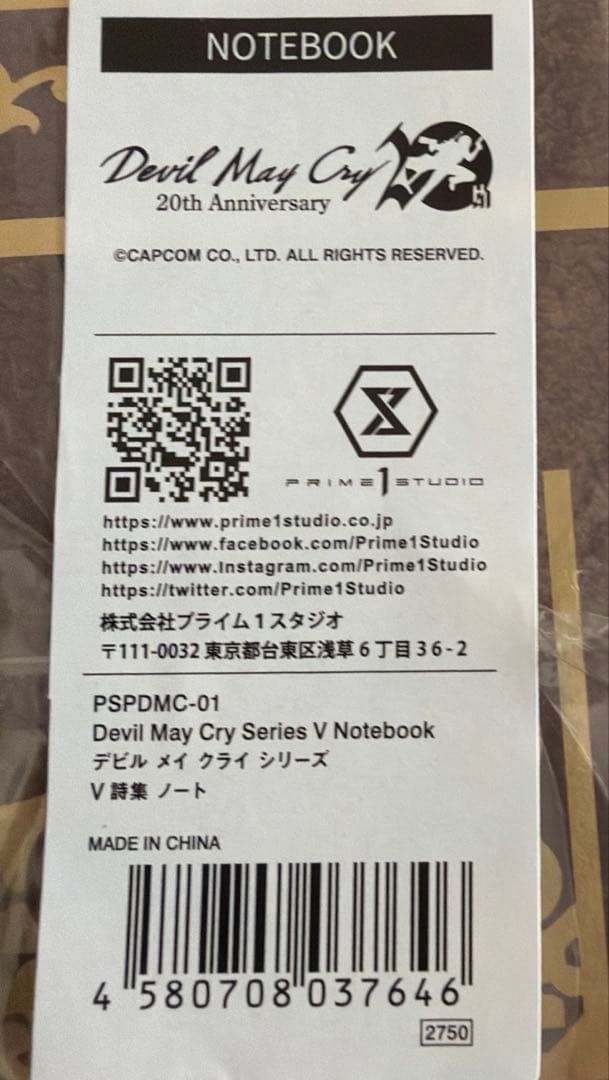 NOTEBOOK
Devil May Cry
20th Anniversary
©CAPCOM CO., LTD. ALL RIGHTS RESERVED.
PRIME 1 STUDIO
https://www.prime1studio.co.jp
https://www.facebook.com/Prime1Studio
https://www.Instagram.com/Prime1Studio
https://twitter.com/Prime1Studio
株式会社プライム1スタジオ
〒111-0032 東京都台東区浅草6丁目36-2
PSPDMC-01
Devil May Cry Series V Notebook
デビル メイ クライ シリーズ
V 詩集 ノート
MADE IN CHINA
4 580708 037646
2750